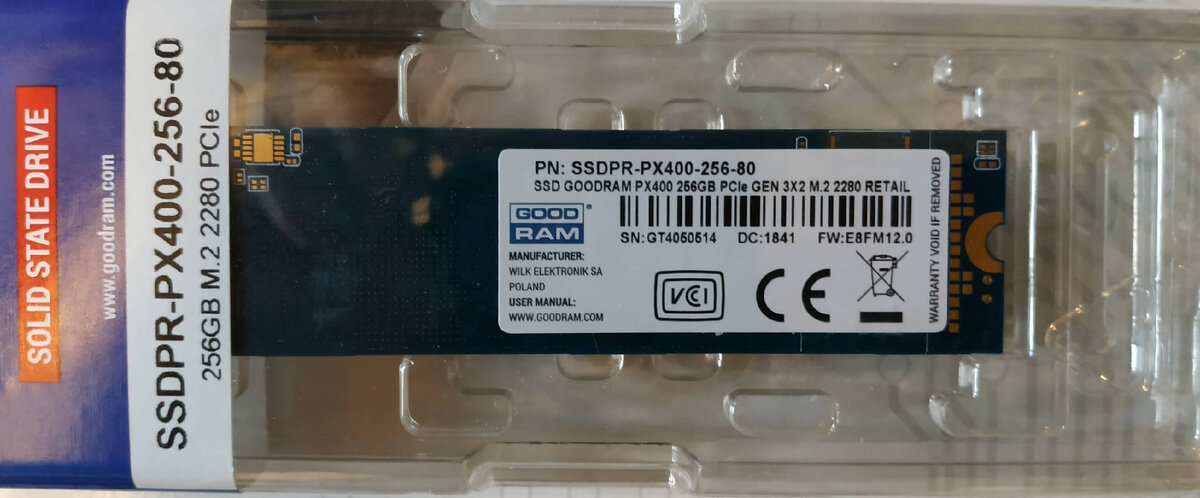 SOLID STATE DRIVE
www.goodram.com
SSDPR-PX400-256-80
256GB M.2 2280 PCIe
PN: SSDPR-PX400-256-80
SSD GOODRAM PX400 256GB PCIe GEN 3X2 M.2 2280 RETAIL
GOOD
RAM
SN:GT4050514 DC:1841 FW:E8FM12.0
MANUFACTURER:
WILK ELEKTRONIK SA
POLAND
USER MANUAL:
WWW.GOODRAM.COM
VCCI
CE
WARRANTY VOID IF REMOVED